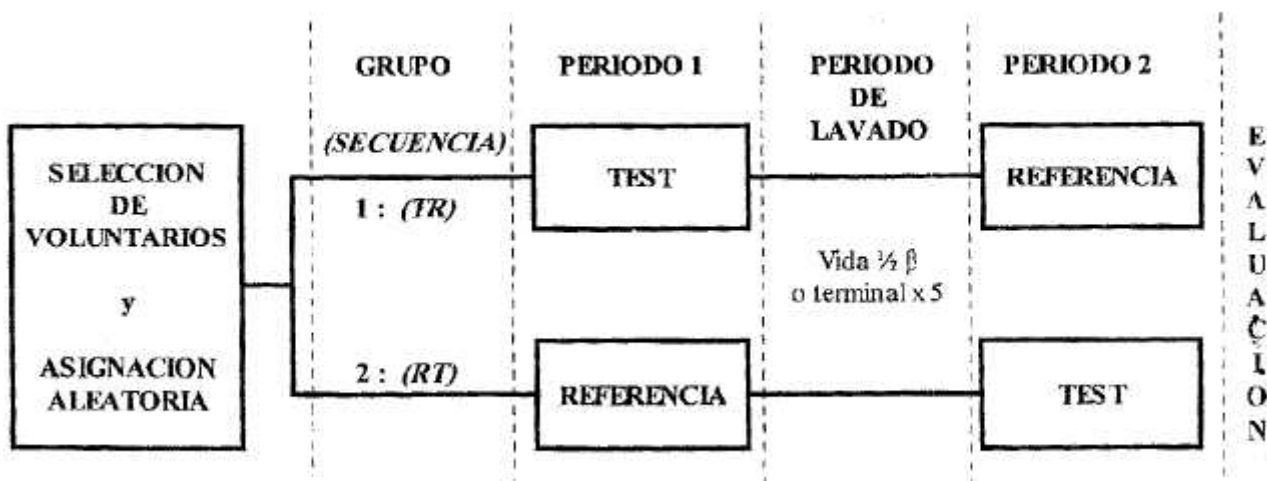 GRUPO
PERIODO 1
PERIODO
DE
LAVADO
PERIODO 2
SELECCION
DE
VOLUNTARIOS
y
ASIGNACION
ALEATORIA
(SECUENCIA)
1 : (TR)
2 : (RT)
TEST
REFERENCIA
Vida ½ β
o terminal x 5
REFERENCIA
TEST
EVALUACION